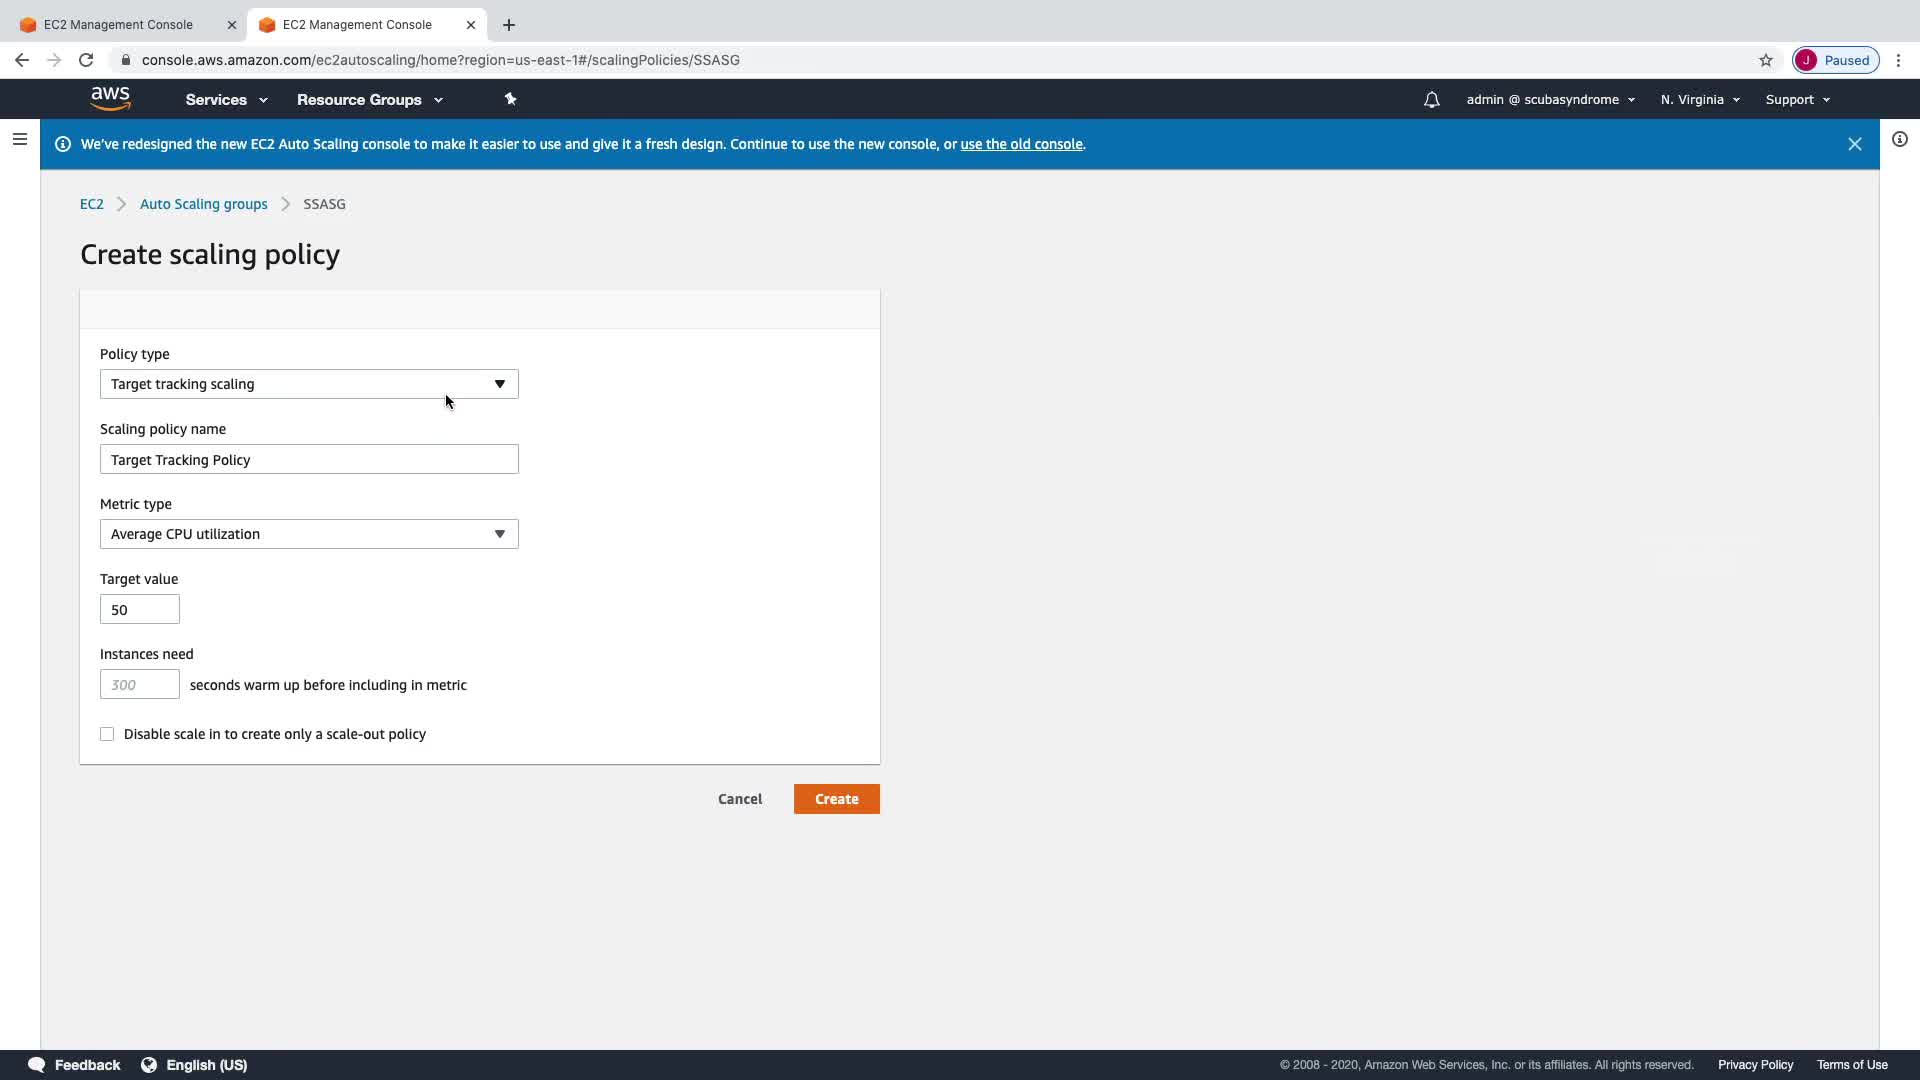 EC2 Management Console
EC2 Management Console
console.aws.amazon.com/ec2autoscaling/home?region=us-east-1#/scalingPolicies/SSASG
J Paused
aws
Services
Resource Groups
admin @ scubasyndrome
N. Virginia
Support
We've redesigned the new EC2 Auto Scaling console to make it easier to use and give it a fresh design. Continue to use the new console, or use the old console.
EC2
Auto Scaling groups
SSASG
Create scaling policy
Policy type
Target tracking scaling
Scaling policy name
Target Tracking Policy
Metric type
Average CPU utilization
Target value
50
Instances need
300 seconds warm up before including in metric
Disable scale in to create only a scale-out policy
Cancel
Create
Feedback
English (US)
© 2008 - 2020, Amazon Web Services, Inc. or its affiliates. All rights reserved.
Privacy Policy
Terms of Use